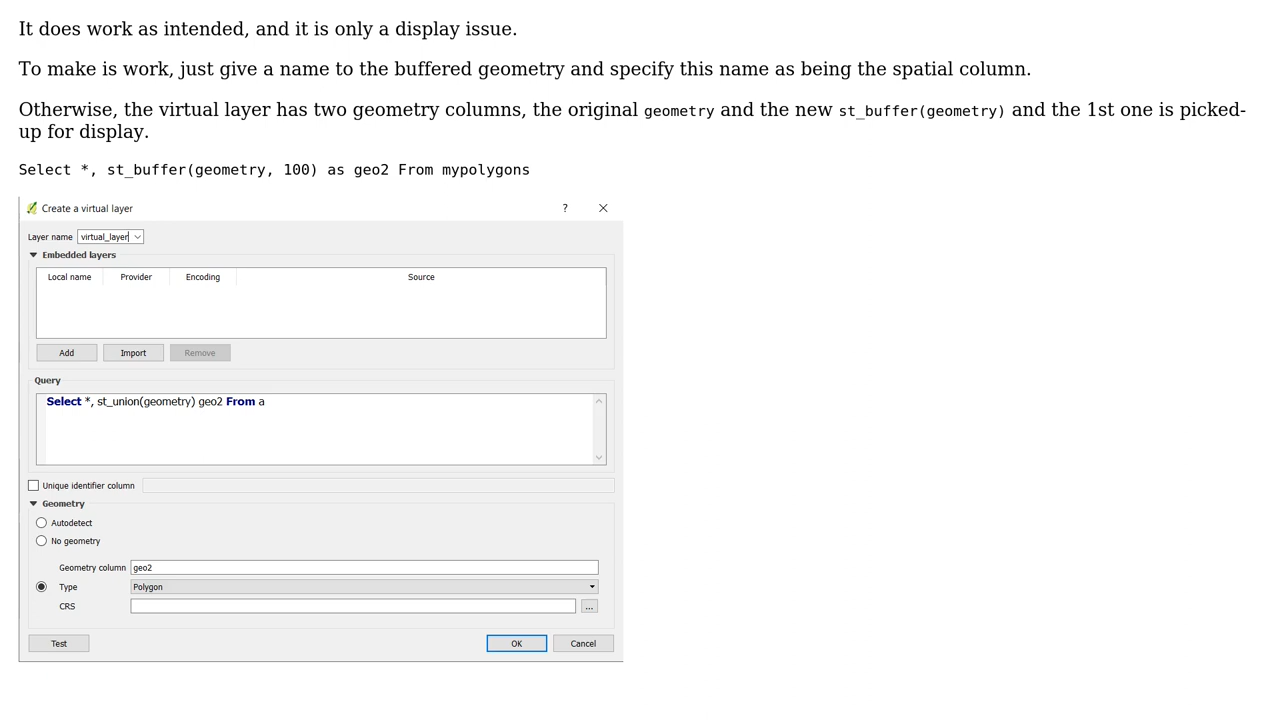 It does work as intended, and it is only a display issue.
To make is work, just give a name to the buffered geometry and specify this name as being the spatial column.
Otherwise, the virtual layer has two geometry columns, the original geometry and the new st_buffer(geometry) and the 1st one is picked-
up for display.
Select *, st_buffer(geometry, 100) as geo2 From mypolygons
Create a virtual layer ? ×
Layer name virtual_layer
Embedded layers
Local name Provider Encoding Source
Add Import Remove
Query
Select *, st_union(geometry) geo2 From a
Unique identifier column
Geometry
Autodetect
No geometry
Geometry column geo2
Type Polygon
CRS ...
Test OK Cancel